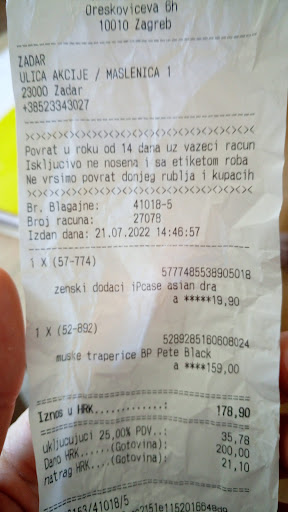 Oreskoviceva 6h
10010 Zagreb
ZADAR
ULICA AKCIJE / MASLENICA 1
23000 Zadar
+38523343027
Povrat u roku od 14 dana uz vazeci racun
Iskljucivo ne nosena i sa etiketom roba
Ne vrsimo povrat donjeg rublja i kupacih
Br. Blagajne: 41018-5
Broj racuna: 27078
Izdan dana: 21.07.2022 14:46:57
1 X (57-774)
5777485538905018
zenski dodaci iPcase asian dra
a *****19,90
1 X (52-892)
5289285160608024
muske traperice BP Pete Black
a ****159,00
Iznos u HRK.............: 178,90
ukljucujuci 25,00% PDV..: 35,78
Dano HRK.....(Gotovina): 200,00
natrag HRK....(Gotovina): 21,10